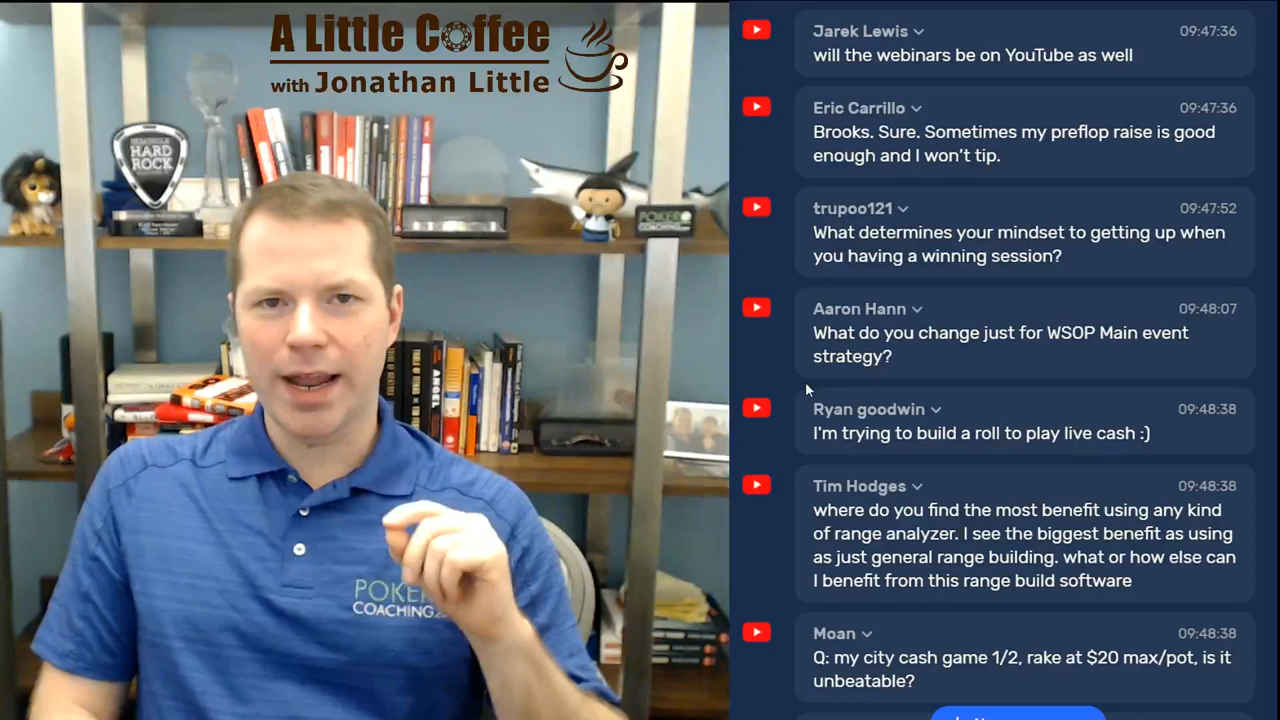 A Little Coffee
with Jonathan Little
SEMINOLE
HARD
ROCK
POKER
COACHING
ANGEL
POKER
COACHING
Jarek Lewis
09:47:36
will the webinars be on YouTube as well
Eric Carrillo
09:47:36
Brooks. Sure. Sometimes my preflop raise is good
enough and I won't tip.
trupoo121
09:47:52
What determines your mindset to getting up when
you having a winning session?
Aaron Hann
09:48:07
What do you change just for WSOP Main event
strategy?
Ryan goodwin
09:48:38
I'm trying to build a roll to play live cash :)
Tim Hodges
09:48:38
where do you find the most benefit using any kind
of range analyzer. I see the biggest benefit as using
as just general range building. what or how else can
I benefit from this range build software
Moan
09:48:38
Q: my city cash game 1/2, rake at $20 max/pot, is it
unbeatable?